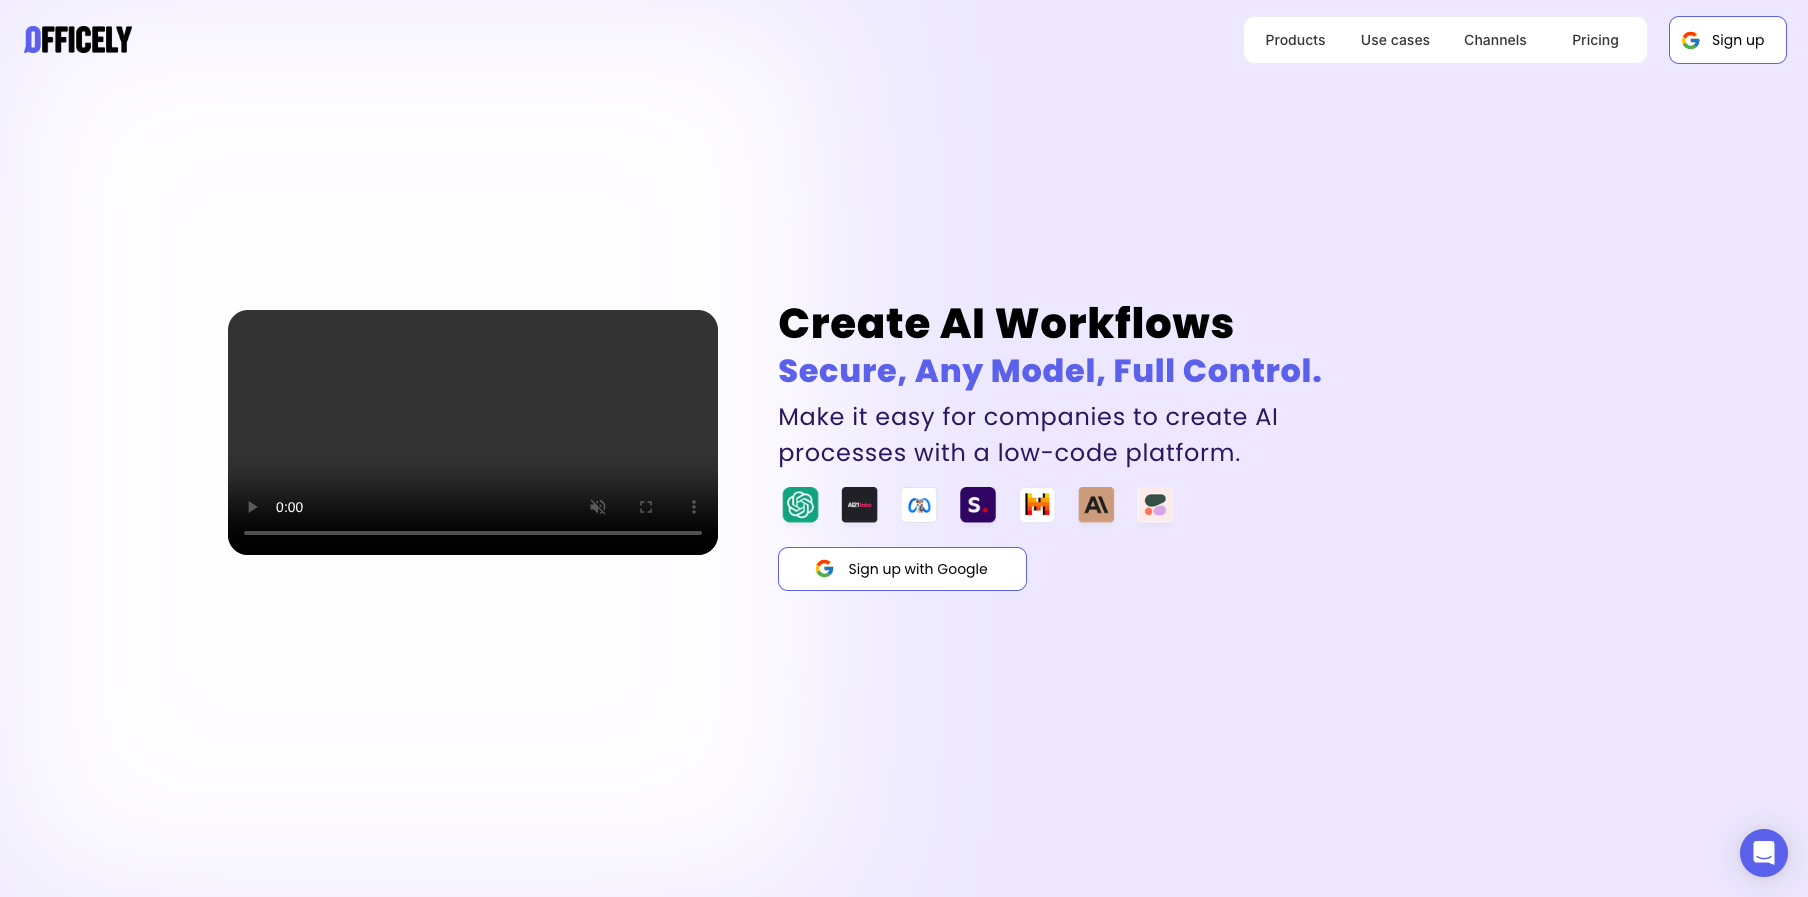 OFFICELY
Products
Use cases
Channels
Pricing
Sign up
0:00
Create AI Workflows
Secure, Any Model, Full Control.
Make it easy for companies to create AI
processes with a low-code platform.
AI21labs
S.
AI
Sign up with Google